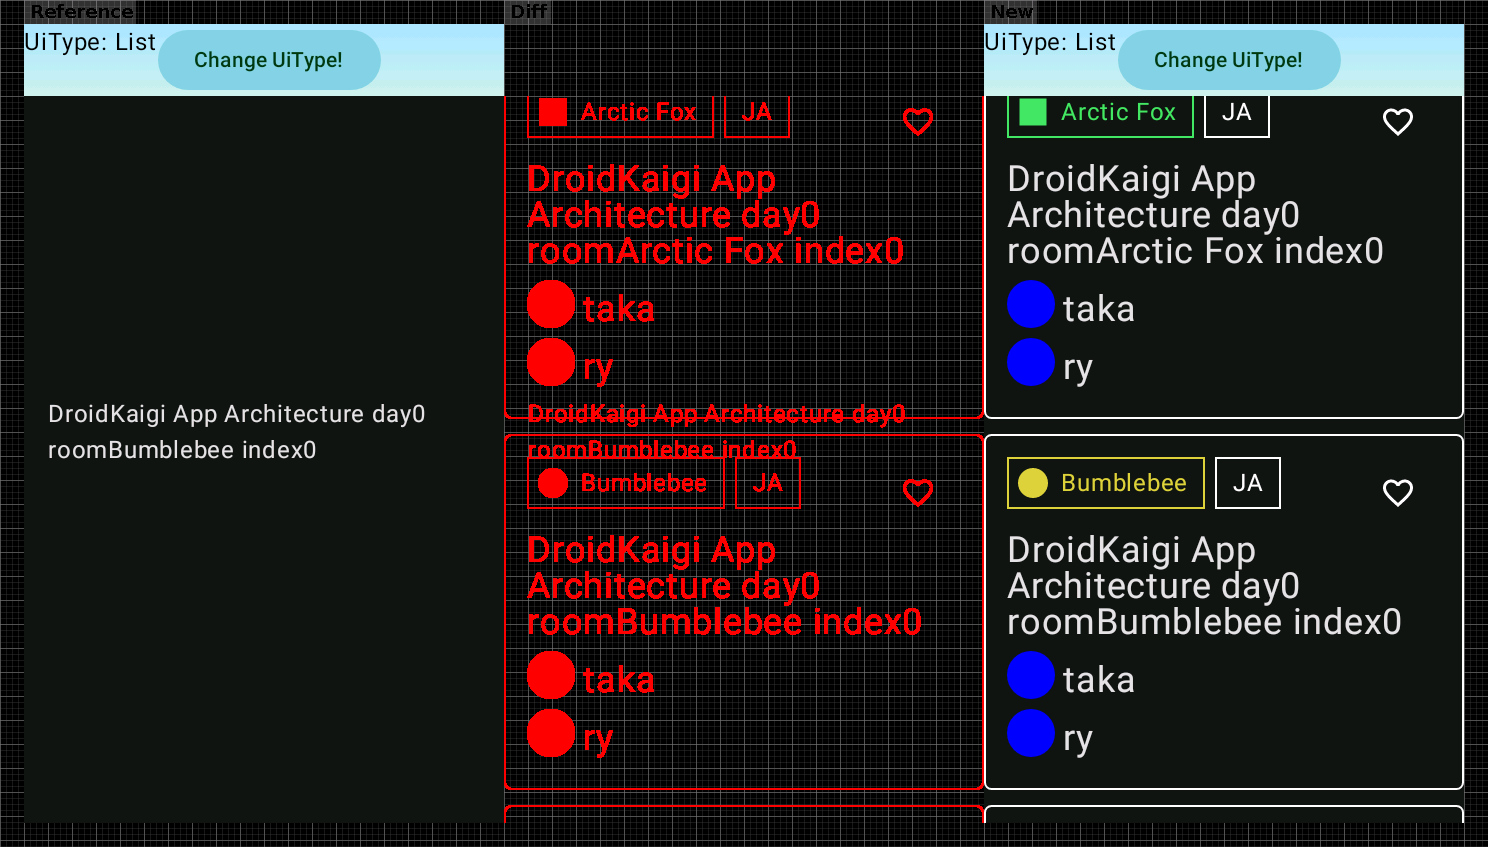 Reference
UiType: List
Change UiType!
DroidKaigi App Architecture day0
roomBumblebee index0
Diff
Arctic Fox
JA
DroidKaigi App
Architecture day0
roomArctic Fox index0
taka
ry
DroidKaigi App Architecture day0
roomBumblebee index0
Bumblebee
JA
DroidKaigi App
Architecture day0
roomBumblebee index0
taka
ry
New
UiType: List
Change UiType!
Arctic Fox
JA
DroidKaigi App
Architecture day0
roomArctic Fox index0
taka
ry
Bumblebee
JA
DroidKaigi App
Architecture day0
roomBumblebee index0
taka
ry